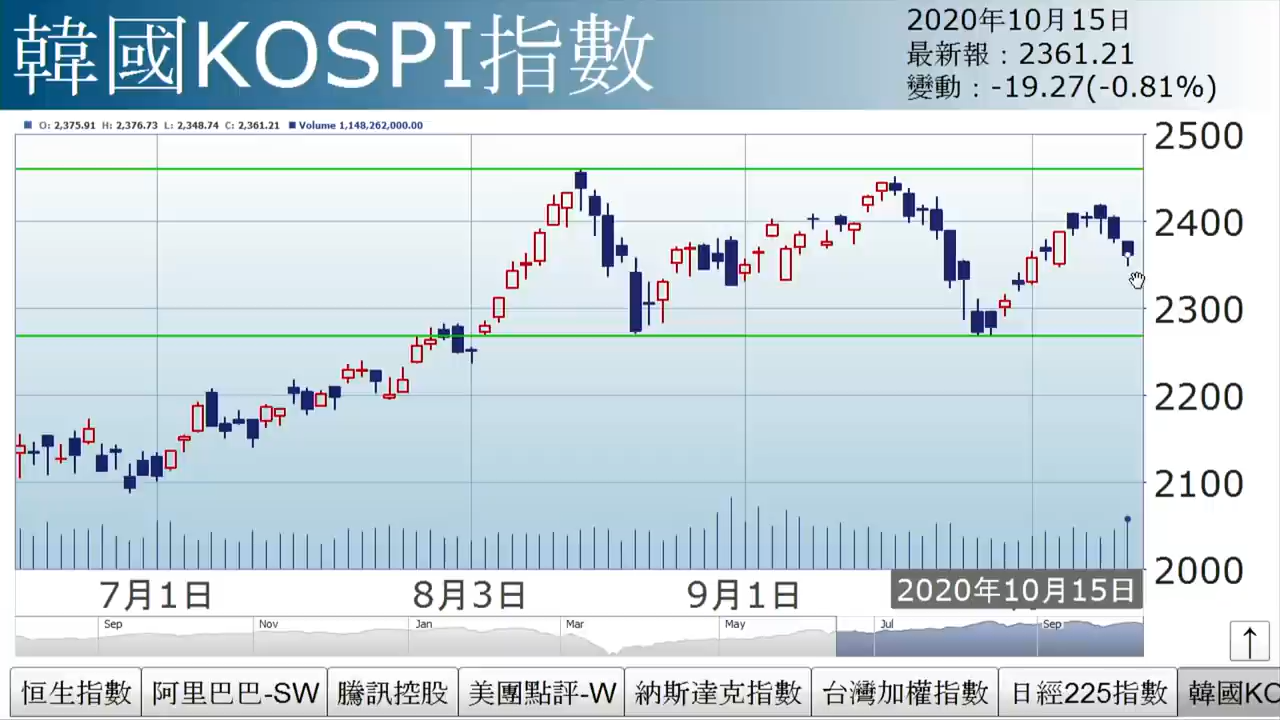 韓國KOSPI指數
2020年10月15日
最新報：2361.21
變動：-19.27(-0.81%)
O: 2,375.91 H: 2,376.73 L: 2,348.74 C: 2,361.21 Volume 1,148,262,000.00
2500
2400
2300
2200
2100
2000
7月1日 8月3日 9月1日 2020年10月15日
Sep Nov Jan Mar May Jul Sep
↑
恒生指數 阿里巴巴-SW 騰訊控股 美團點評-W 納斯達克指數 台灣加權指數 日經225指數 韓國KO